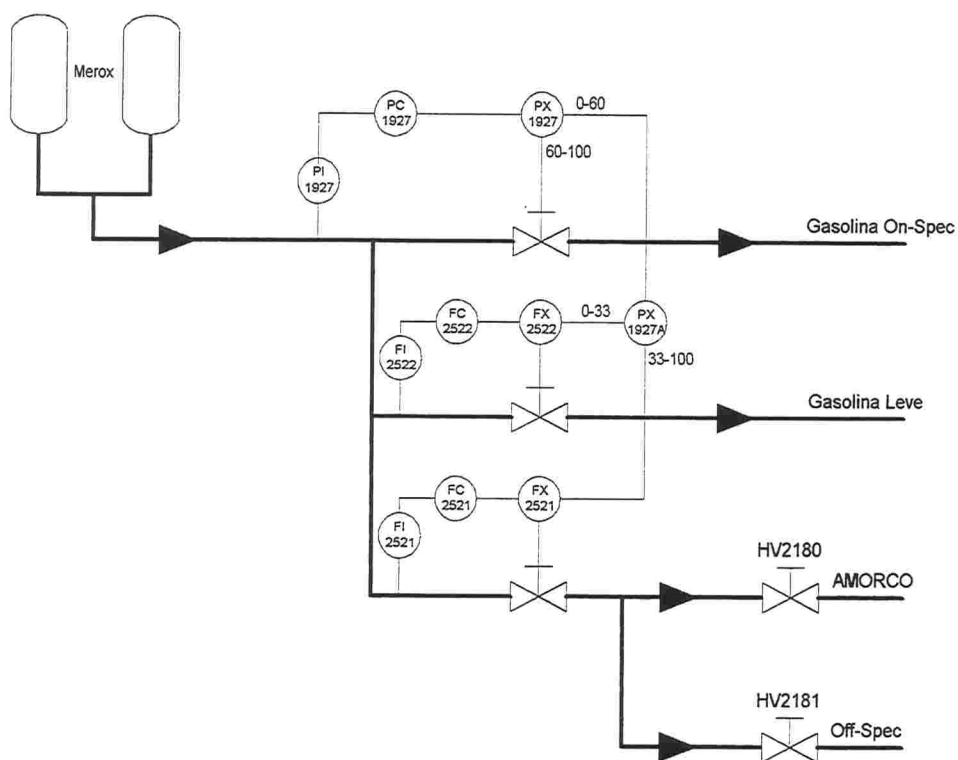 Merox
PC
1927
PX
1927
0-60
60-100
PI
1927
Gasolina On-Spec
FC
2522
FX
2522
0-33
PX
1927A
33-100
FI
2522
Gasolina Leve
FC
2521
FX
2521
FI
2521
HV2180
AMORCO
HV2181
Off-Spec